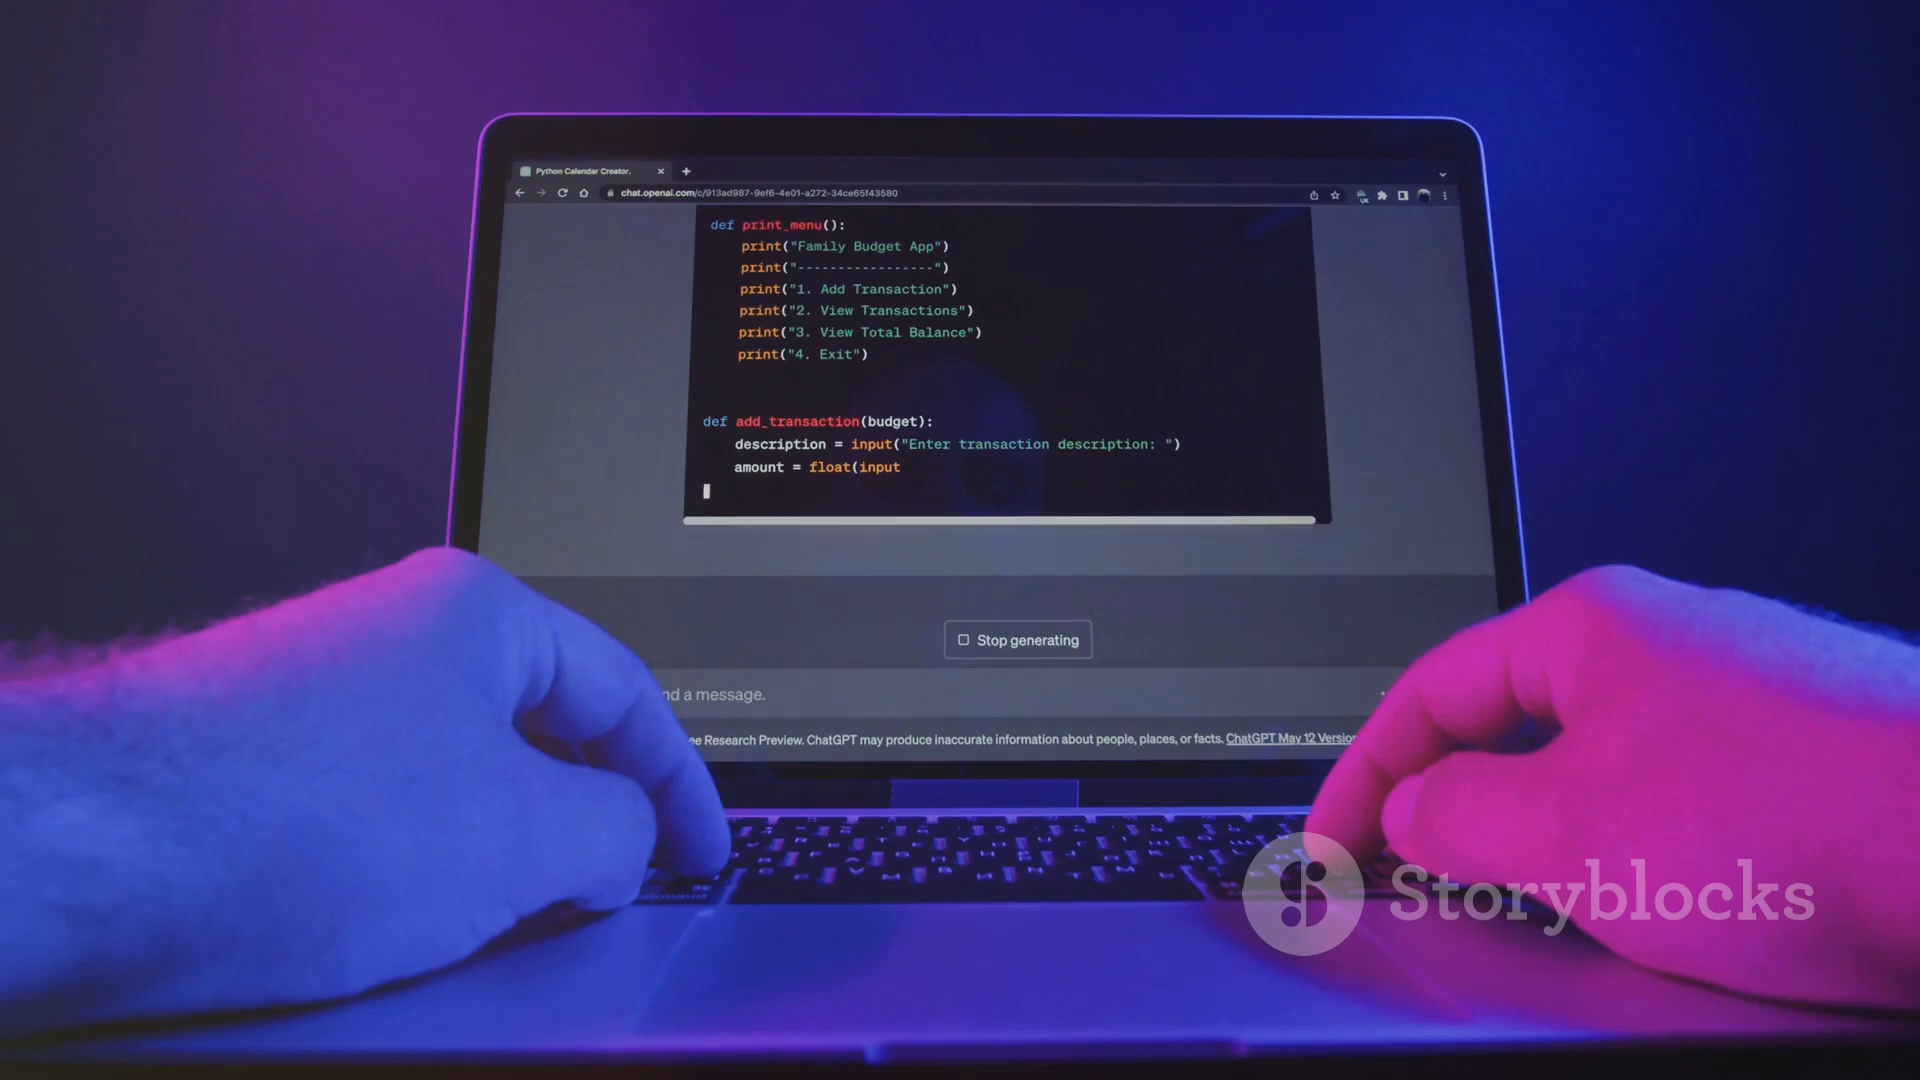 Python Calendar Creator.
chat.openai.com/c/913ad987-9ef6-4e01-a272-34ce65f43580
UK
def print_menu():
print("Family Budget App")
print("-----------------")
print("1. Add Transaction")
print("2. View Transactions")
print("3. View Total Balance")
print("4. Exit")
def add_transaction(budget):
description = input("Enter transaction description: ")
amount = float(input
Stop generating
nd a message.
ee Research Preview. ChatGPT may produce inaccurate information about people, places, or facts. ChatGPT May 12 Version
Storyblocks